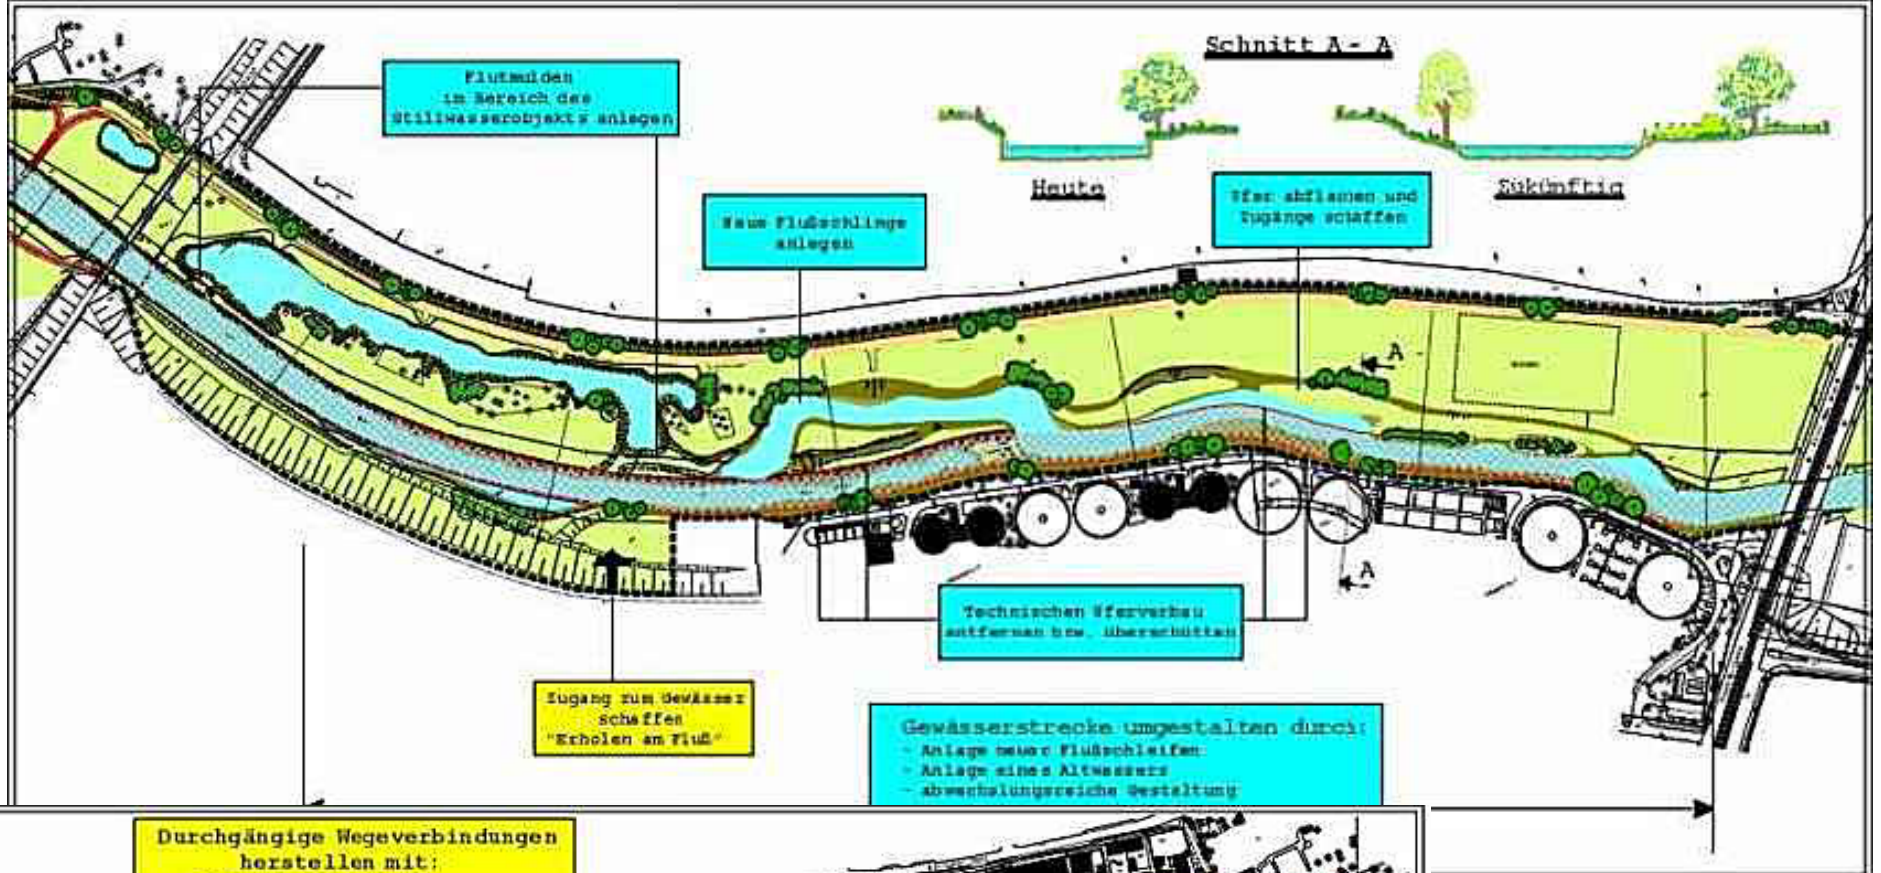 Schnitt A - A
Flutmulden
im Bereich des
Stillwasserobjekts anlegen
Heute
Zukünftig
Neue Flußschlinge
anlegen
Ufer abflachen und
Zugänge schaffen
A
A
Technischen Uferverbau
entfernen bzw. überschütten
Zugang zum Gewässer
schaffen
"Erholen am Fluß"
Gewässerstrecke umgestalten durch:
- Anlage neuer Flußschleifen
- Anlage eines Altwassers
- abwechslungsreiche Gestaltung
Durchgängige Wegeverbindungen
herstellen mit: